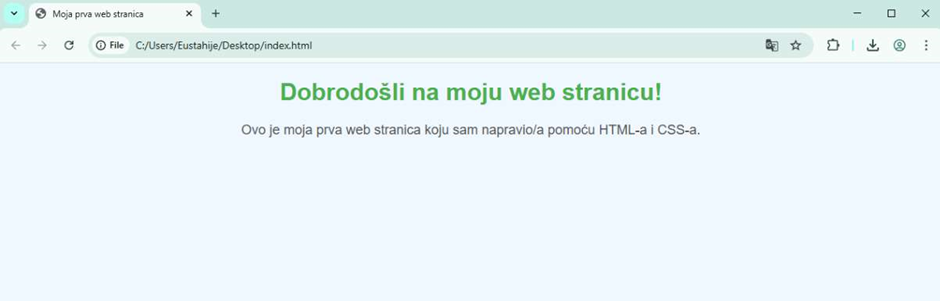 Moja prva web stranica
File C:/Users/Eustahije/Desktop/index.html
Dobrodošli na moju web stranicu!
Ovo je moja prva web stranica koju sam napravio/a pomoću HTML-a i CSS-a.